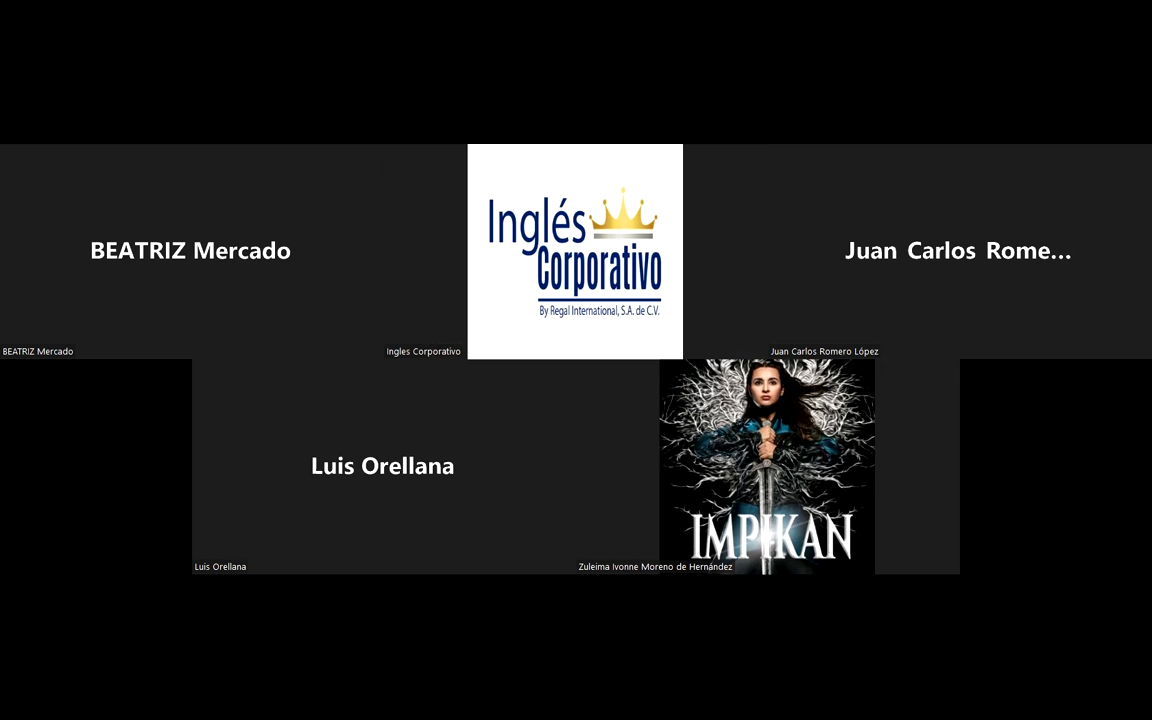 BEATRIZ Mercado
Inglés
Corporativo
By Regal International, S.A. de C.V.
Juan Carlos Rome...
BEATRIZ Mercado
Ingles Corporativo
Juan Carlos Romero López
Luis Orellana
IMPIKAN
Luis Orellana
Zuleima Ivonne Moreno de Hernández